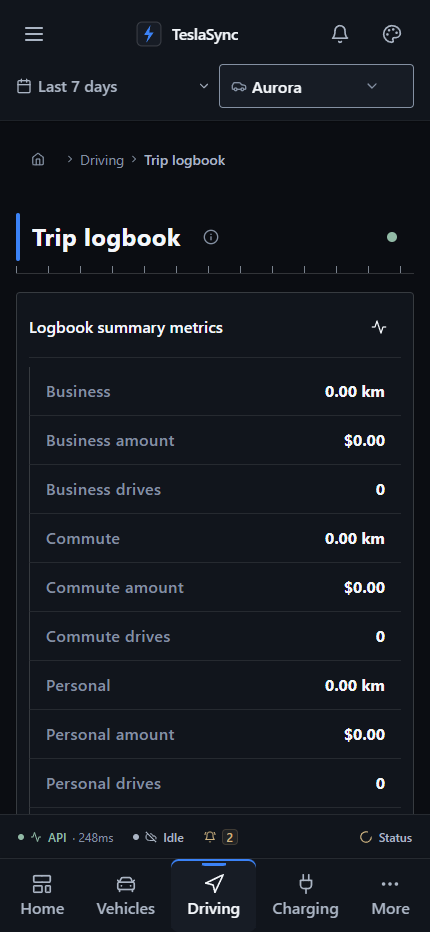 TeslaSync
Last 7 days
Aurora
Driving
Trip logbook
Trip logbook
Logbook summary metrics
Business 0.00 km
Business amount $0.00
Business drives 0
Commute 0.00 km
Commute amount $0.00
Commute drives 0
Personal 0.00 km
Personal amount $0.00
Personal drives 0
API · 248ms Idle 2 Status
Home Vehicles Driving Charging More